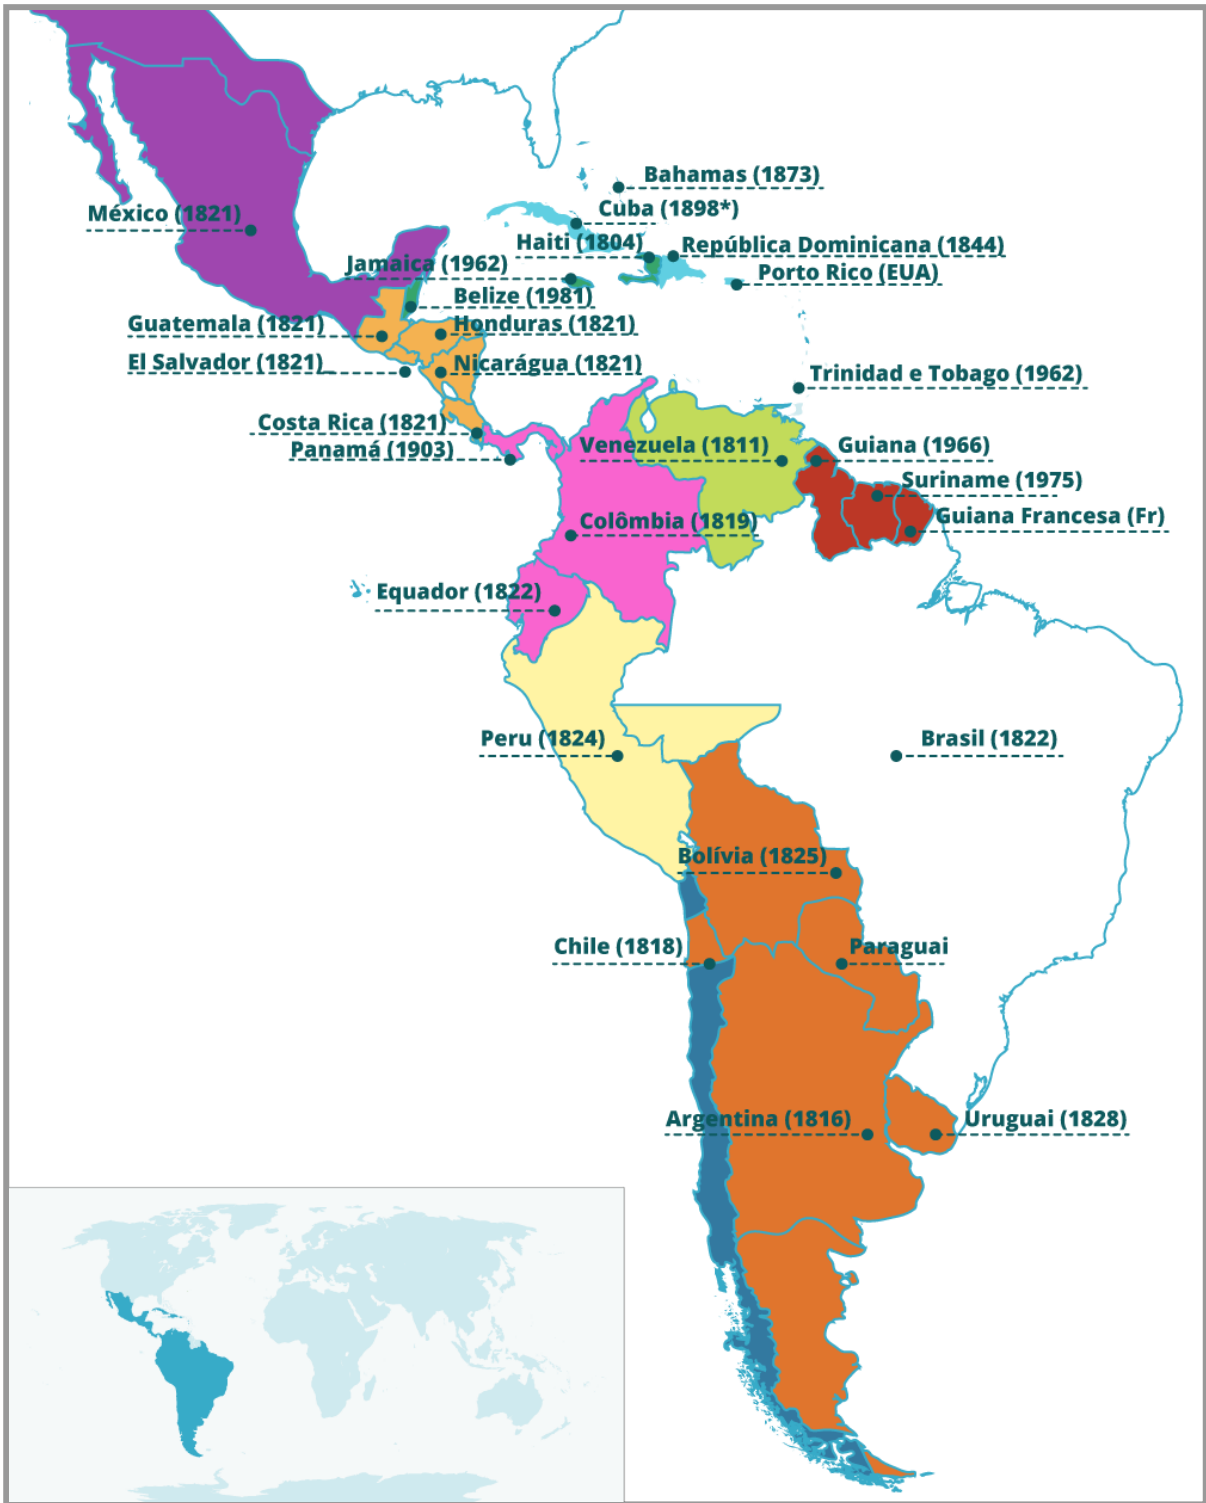 Bahamas (1873)
Cuba (1898*)
México (1821)
Haiti (1804)
República Dominicana (1844)
Jamaica (1962)
Porto Rico (EUA)
Belize (1981)
Guatemala (1821)
Honduras (1821)
El Salvador (1821)
Nicarágua (1821)
Trinidad e Tobago (1962)
Costa Rica (1821)
Panamá (1903)
Venezuela (1811)
Guiana (1966)
Suriname (1975)
Guiana Francesa (Fr)
Colômbia (1819)
Equador (1822)
Peru (1824)
Brasil (1822)
Bolívia (1825)
Chile (1818)
Paraguai
Argentina (1816)
Uruguai (1828)